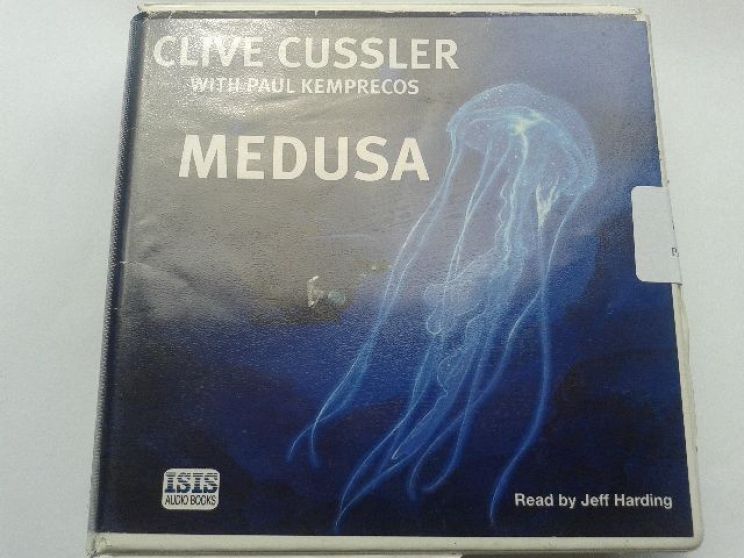 CLIVE CUSSLER
WITH PAUL KEMPRECOS
MEDUSA
ISIS
AUDIO BOOKS
Read by Jeff Harding